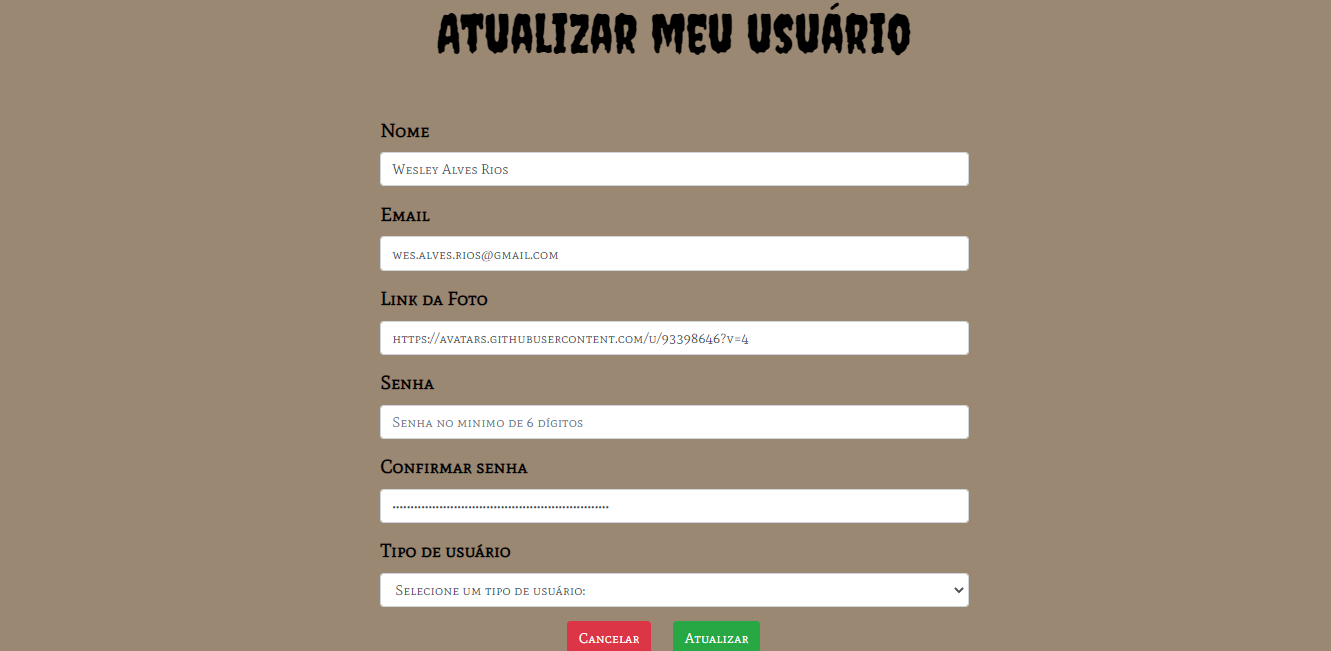 ATUALIZAR MEU USUÁRIO
Nome
Wesley Alves Rios
Email
wes.alves.rios@gmail.com
Link da Foto
https://avatars.githubusercontent.com/u/93398646?v=4
Senha
Senha no minimo de 6 dígitos
Confirmar senha
Tipo de usuário
Selecione um tipo de usuário:
Cancelar Atualizar